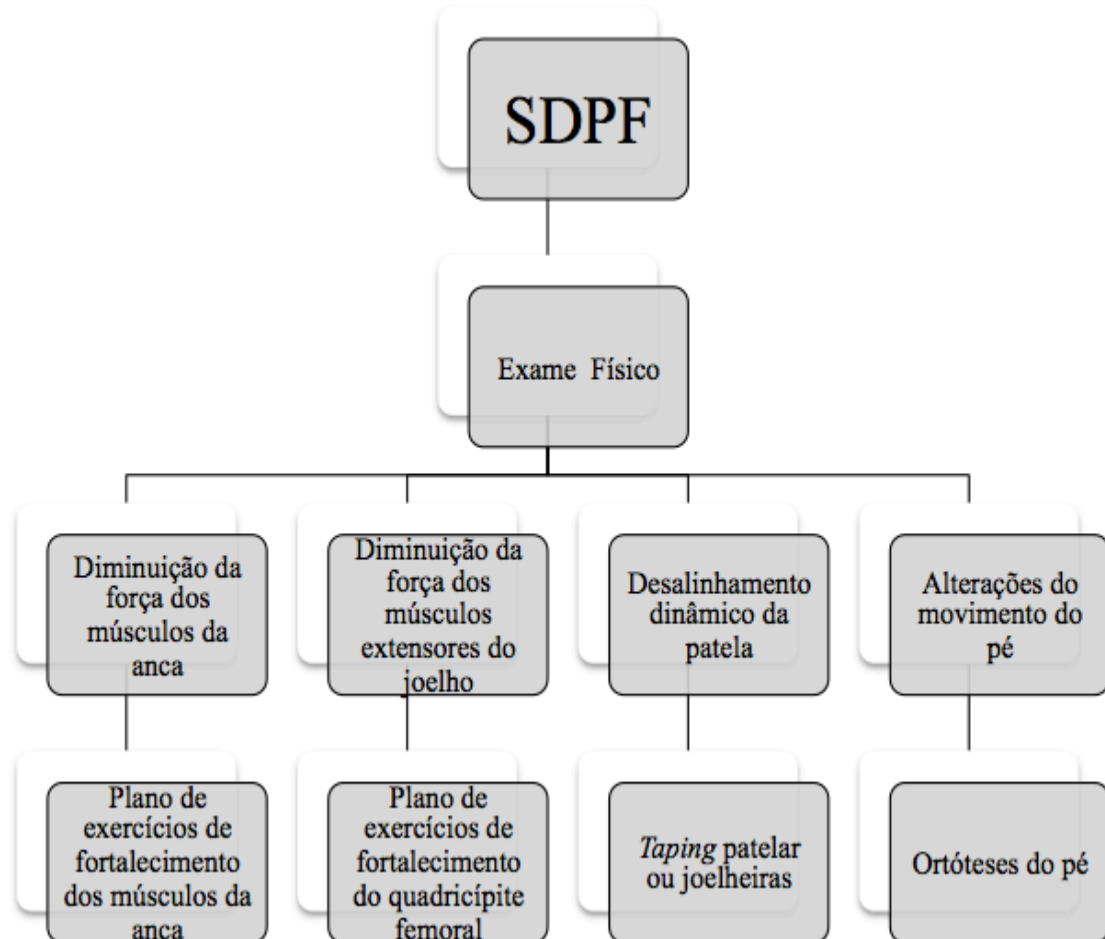 SDPF
Exame Físico
Diminuição da
força dos
músculos da
anca
Diminuição da
força dos
músculos
extensores do
joelho
Desalinhamento
dinâmico da
patela
Alterações do
movimento do
pé
Plano de
exercícios de
fortalecimento
dos músculos da
anca
Plano de
exercícios de
fortalecimento
do quadricípite
femoral
Taping patelar
ou joelheiras
Ortóteses do pé